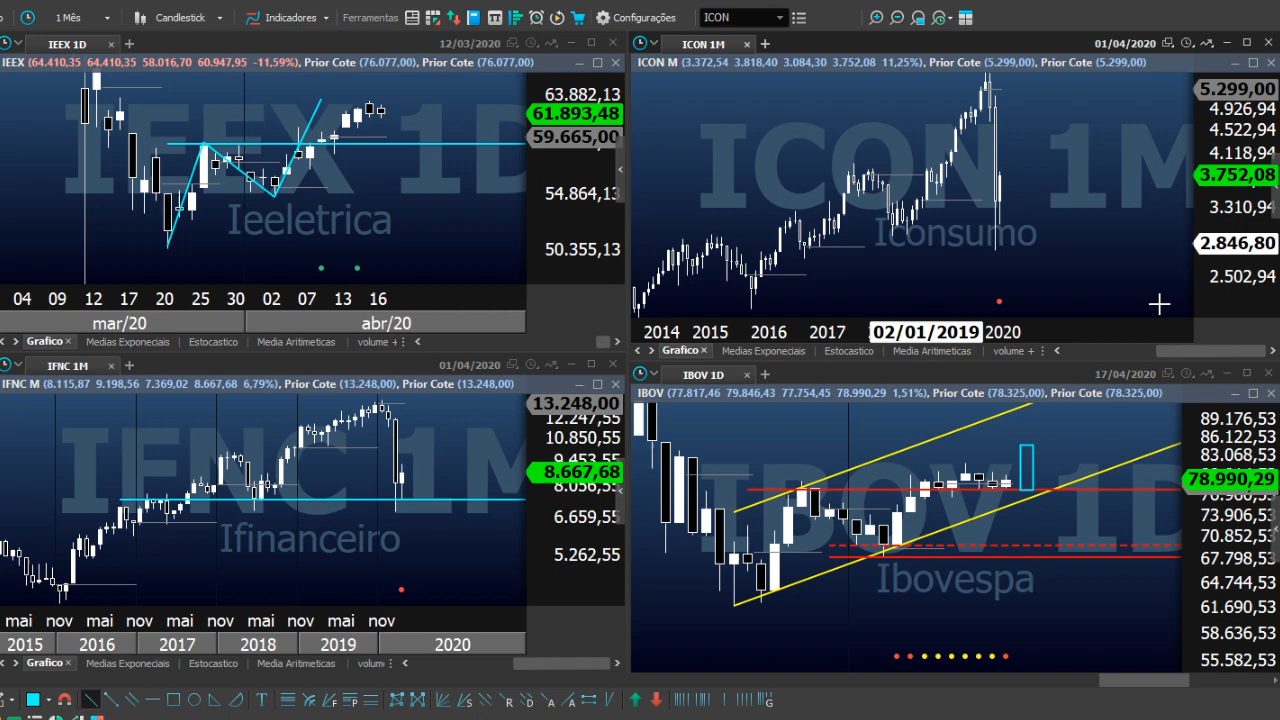 1 Mês Candlestick Indicadores Ferramentas Configurações ICON
IEEX 1D 12/03/2020
IEEX (64.410,35 64.410,35 58.016,70 60.947,95 -11,59%), Prior Cote (76.077,00), Prior Cote (76.077,00)
IEEX 1D
Ieeletrica
63.882,13
61.893,48
59.665,00
54.864,13
50.355,13
04 09 12 17 20 25 30 02 07 13 16
mar/20 abr/20
Grafico Medias Exponenciais Estocastico Media Aritimeticas volume +
ICON 1M 01/04/2020
ICON M (3.372,54 3.818,40 3.084,30 3.752,08 11,25%), Prior Cote (5.299,00), Prior Cote (5.299,00)
ICON 1M
Iconsumo
5.299,00
4.926,94
4.522,94
4.118,94
3.752,08
3.310,94
2.846,80
2.502,94
2014 2015 2016 2017 02/01/2019 2020
Grafico Medias Exponenciais Estocastico Media Aritimeticas volume +
IFNC 1M 01/04/2020
IFNC M (8.115,87 9.198,56 7.369,02 8.667,68 6,79%), Prior Cote (13.248,00), Prior Cote (13.248,00)
IFNC 1M
Ifinanceiro
13.248,00
12.247,55
10.850,55
9.453,55
8.667,68
8.056,55
6.659,55
5.262,55
mai nov mai nov mai nov mai nov mai nov
2015 2016 2017 2018 2019 2020
Grafico Medias Exponenciais Estocastico Media Aritimeticas volume
IBOV 1D 17/04/2020
IBOV (77.817,46 79.846,43 77.754,45 78.990,29 1,51%), Prior Cote (78.325,00), Prior Cote (78.325,00)
IBOV 1D
Ibovespa
89.176,53
86.122,53
83.068,53
78.990,29
76.960,53
73.906,53
70.852,53
67.798,53
64.744,53
61.690,53
58.636,53
55.582,53